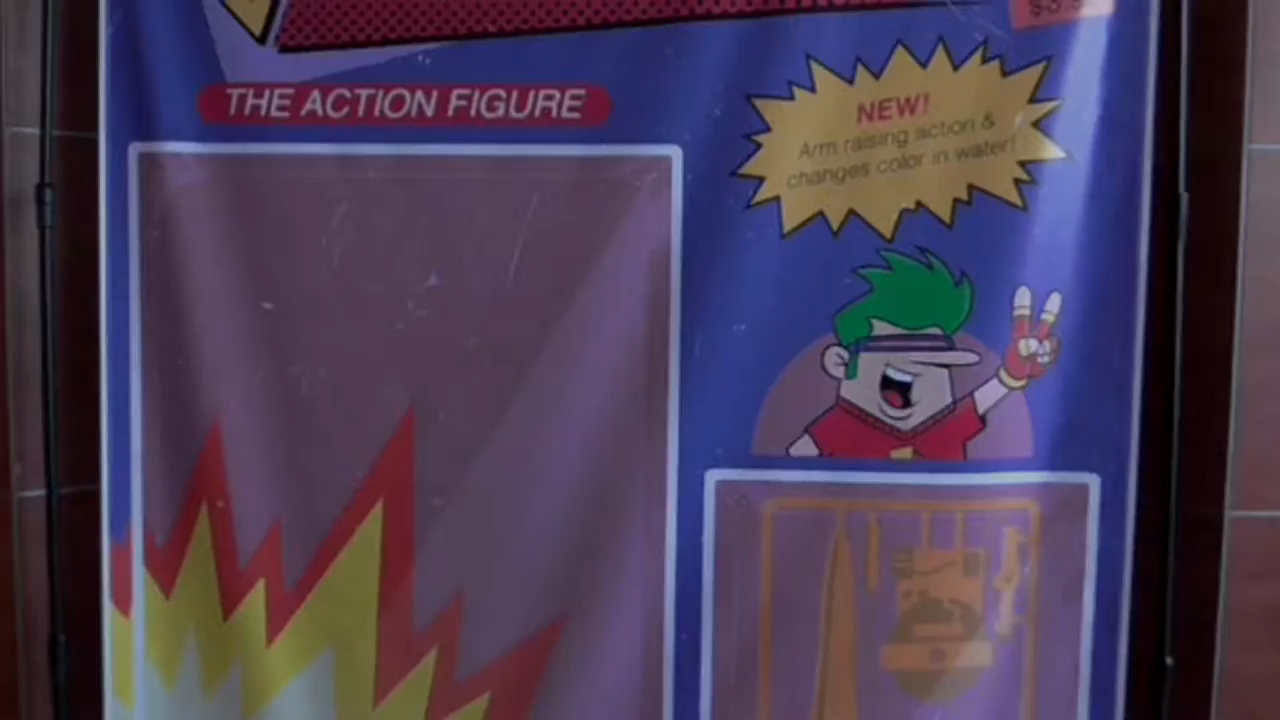 THE ACTION FIGURE
NEW!
Arm raising action &
changes color in water!